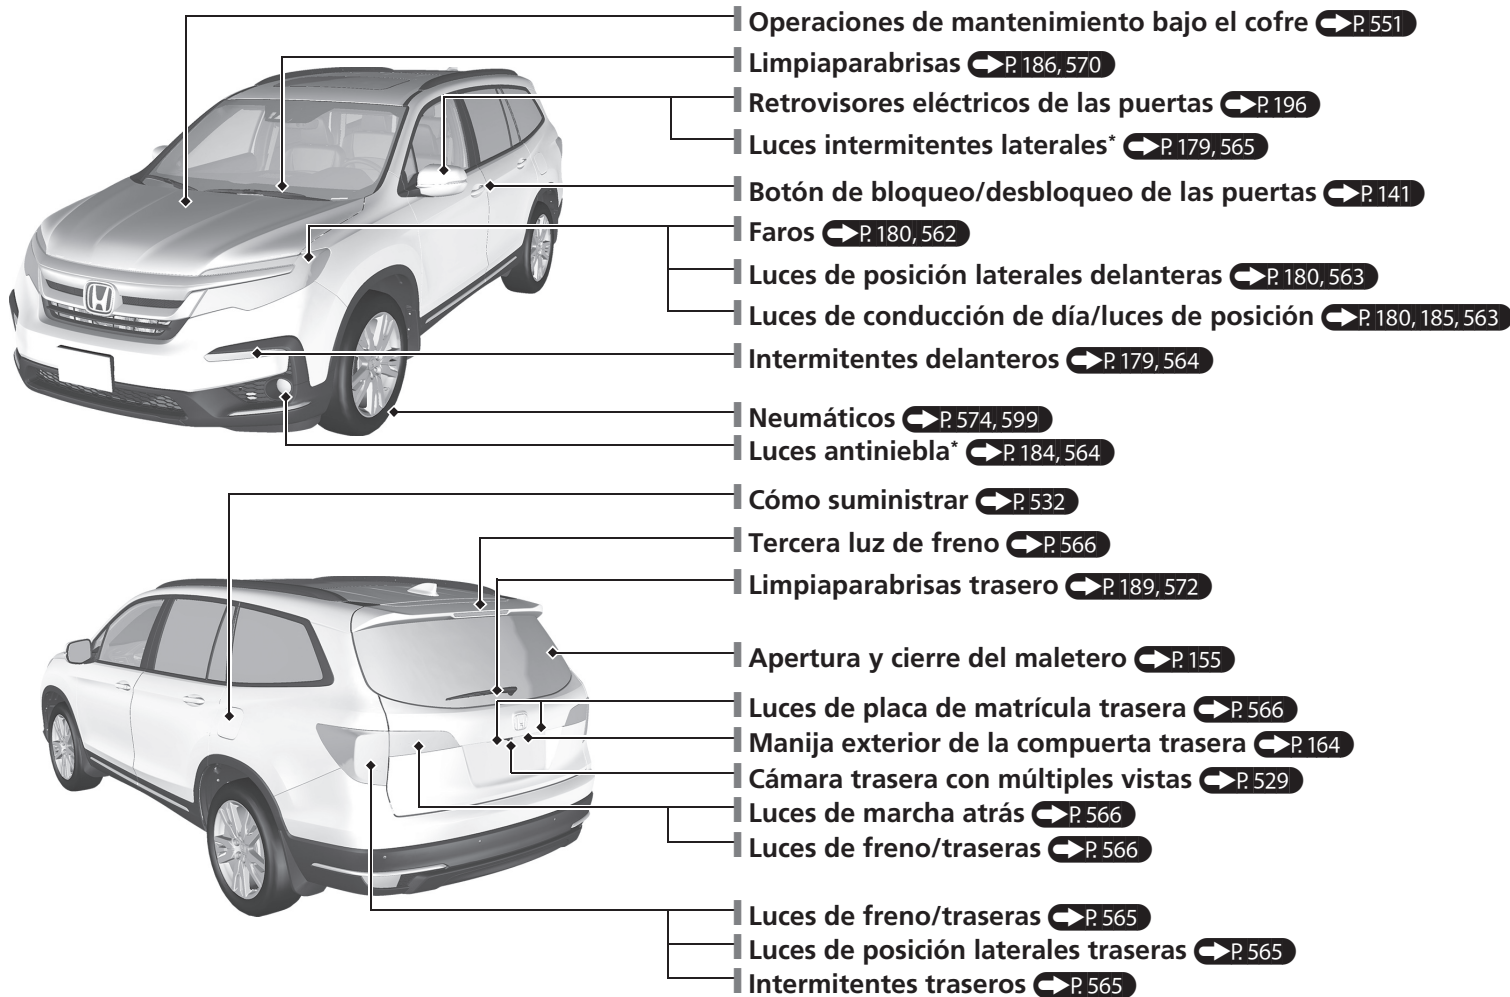 Operaciones de mantenimiento bajo el cofre P. 551
Limpiaparabrisas P. 186, 570
Retrovisores eléctricos de las puertas P. 196
Luces intermitentes laterales* P. 179, 565
Botón de bloqueo/desbloqueo de las puertas P. 141
Faros P. 180, 562
Luces de posición laterales delanteras P. 180, 563
Luces de conducción de día/luces de posición P. 180, 185, 563
Intermitentes delanteros P. 179, 564
Neumáticos P. 574, 599
Luces antiniebla* P. 184, 564
Cómo suministrar P. 532
Tercera luz de freno P. 566
Limpiaparabrisas trasero P. 189, 572
Apertura y cierre del maletero P. 155
Luces de placa de matrícula trasera P. 566
Manija exterior de la compuerta trasera P. 164
Cámara trasera con múltiples vistas P. 529
Luces de marcha atrás P. 566
Luces de freno/traseras P. 566
Luces de freno/traseras P. 565
Luces de posición laterales traseras P. 565
Intermitentes traseros P. 565